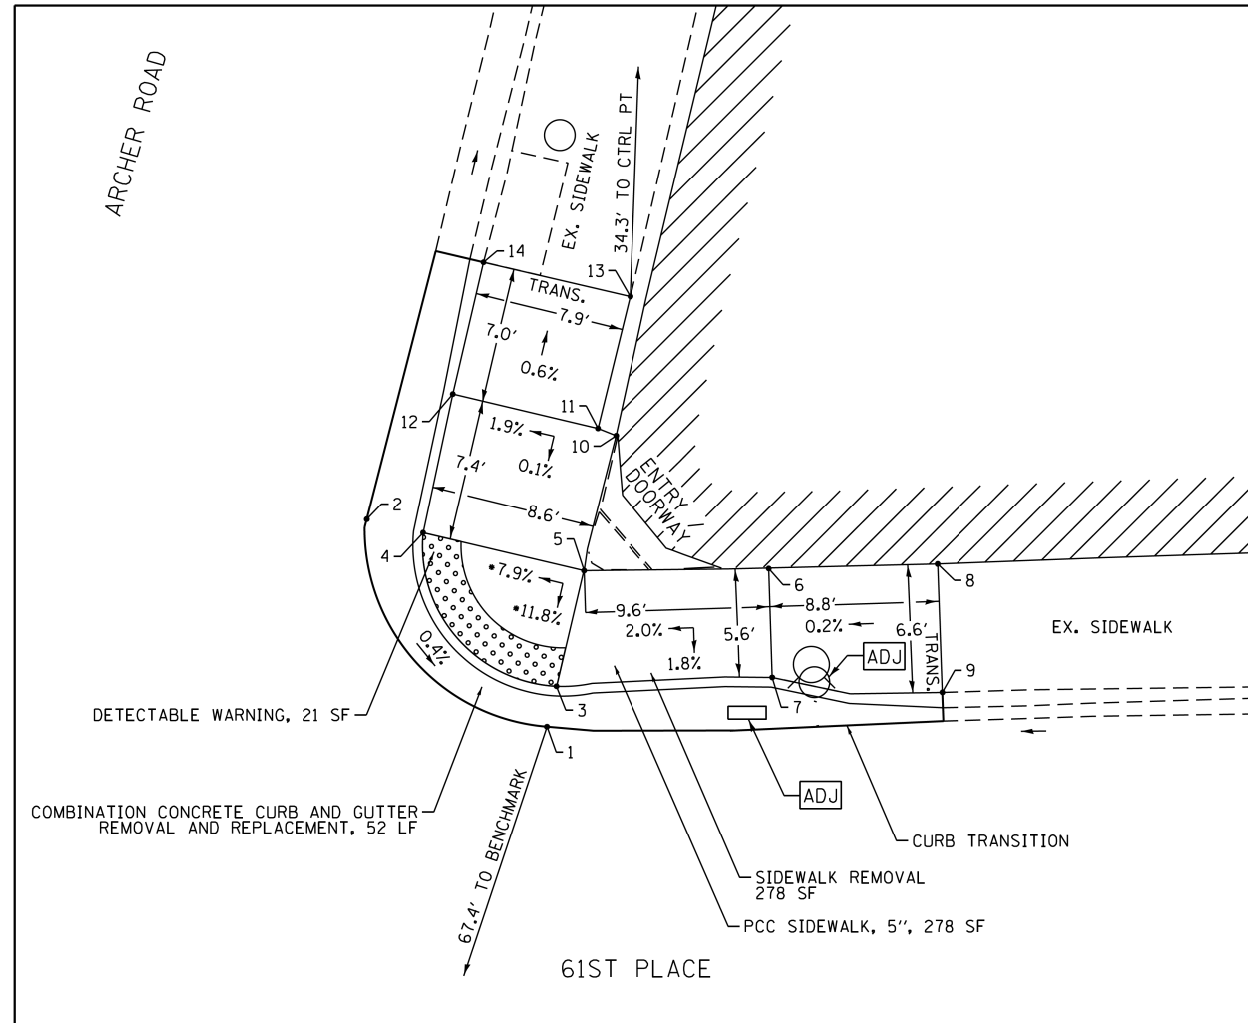 ARCHER ROAD
EX. SIDEWALK
34.3' TO CTRL PT
14
13
TRANS.
7.9'
7.0'
0.6%
12
11
10
1.9%
0.1%
7.4'
8.6'
ENTRY
DOORWAY
2
4
5
6
8
*7.9%
*11.8%
9.6'
8.8'
2.0%
1.8%
5.6'
0.2%
6.6'
TRANS.
EX. SIDEWALK
ADJ
0.4%
9
3
7
1
DETECTABLE WARNING, 21 SF
ADJ
COMBINATION CONCRETE CURB AND GUTTER
REMOVAL AND REPLACEMENT, 52 LF
67.4' TO BENCHMARK
CURB TRANSITION
SIDEWALK REMOVAL
278 SF
PCC SIDEWALK, 5'', 278 SF
61ST PLACE